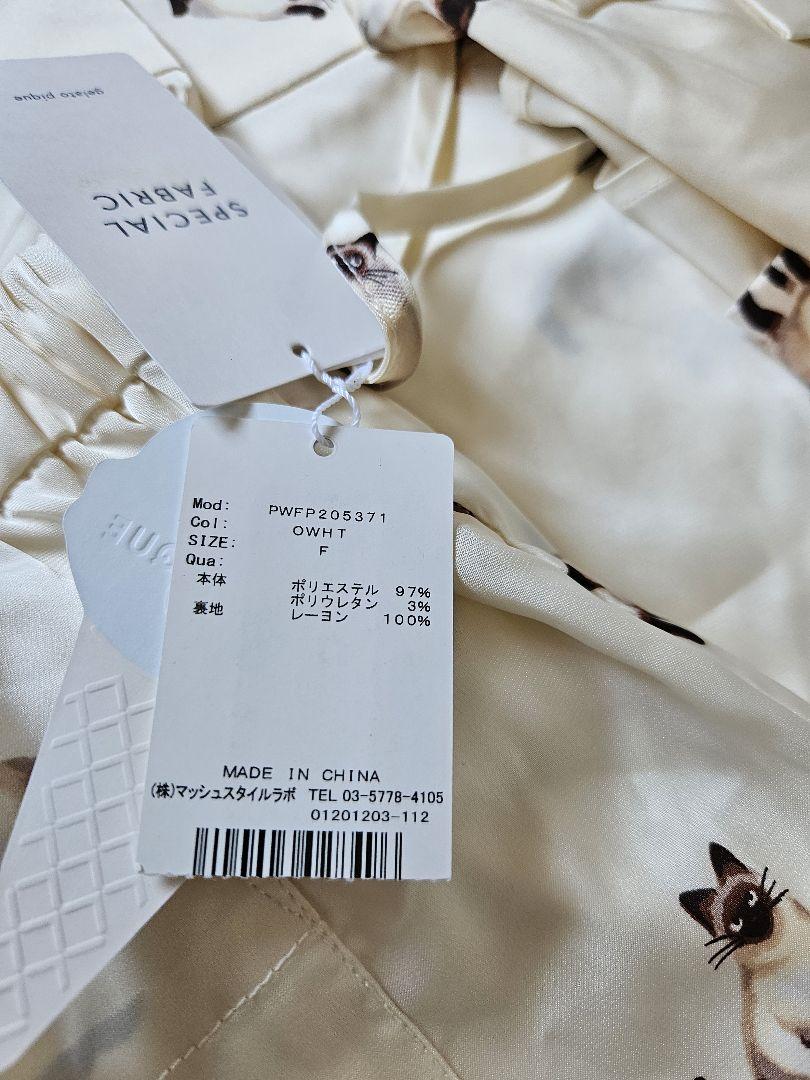 gelato pique
SPECIAL
FABRIC
QUE
Mod: PWFP205371
Col: OWHT
SIZE: F
Qua:
本体 ポリエステル 97%
ポリウレタン 3%
裏地 レーヨン 100%
MADE IN CHINA
(株)マッシュスタイルラボ TEL 03-5778-4105
01201203-112